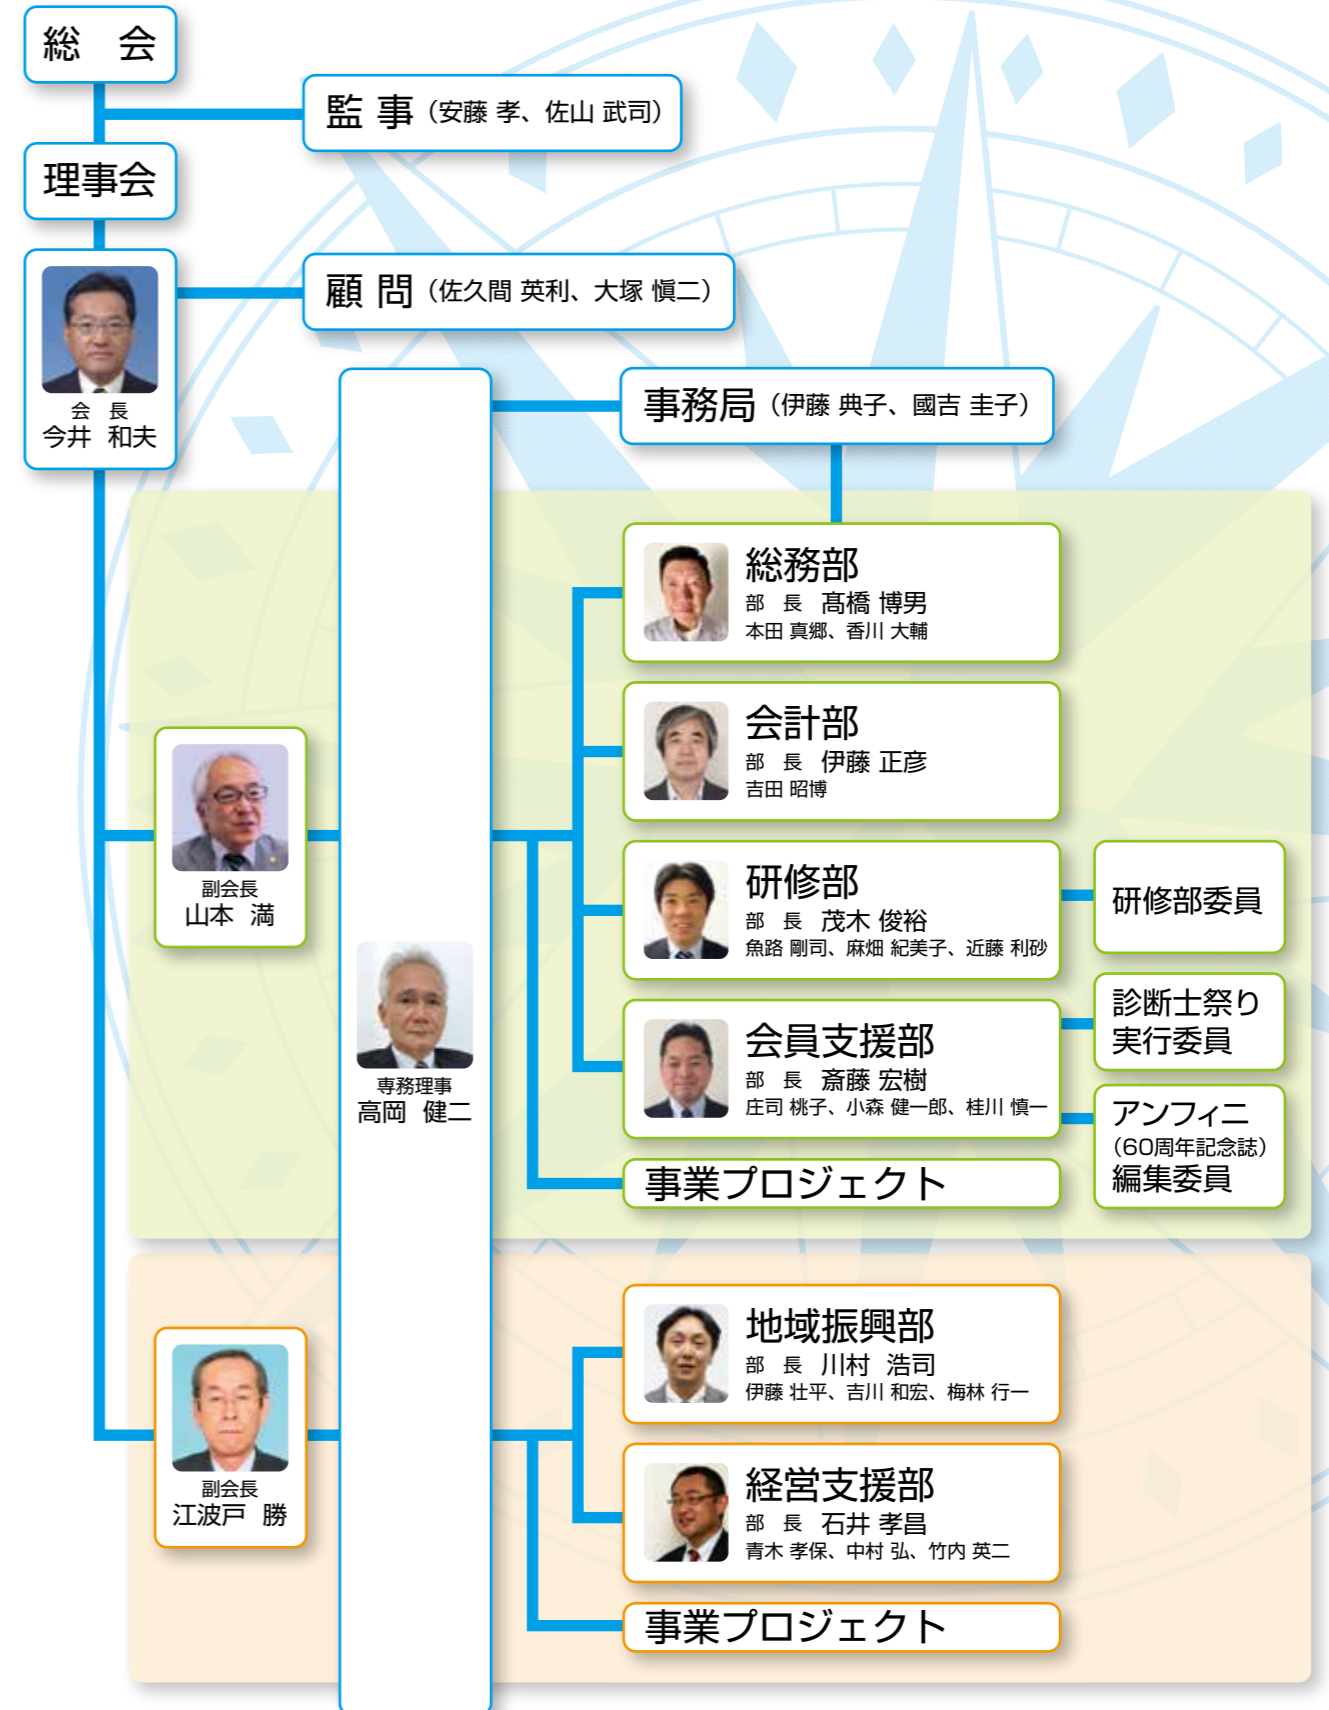 総 会
監 事（安藤 孝、佐山 武司）
理事会
顧 問（佐久間 英利、大塚 愼二）
会 長
今井 和夫
事務局（伊藤 典子、國吉 圭子）
総務部
部 長 髙橋 博男
本田 真郷、香川 大輔
会計部
部 長 伊藤 正彦
吉田 昭博
副会長
山本 満
研修部
部 長 茂木 俊裕
魚路 剛司、麻畑 紀美子、近藤 利砂
研修部委員
専務理事
高岡 健二
会員支援部
部 長 斎藤 宏樹
庄司 桃子、小森 健一郎、桂川 慎一
診断士祭り
実行委員
アンフィニ
（60周年記念誌）
編集委員
事業プロジェクト
地域振興部
部 長 川村 浩司
伊藤 壮平、吉川 和宏、梅林 行一
副会長
江波戸 勝
経営支援部
部 長 石井 孝昌
青木 孝保、中村 弘、竹内 英二
事業プロジェクト